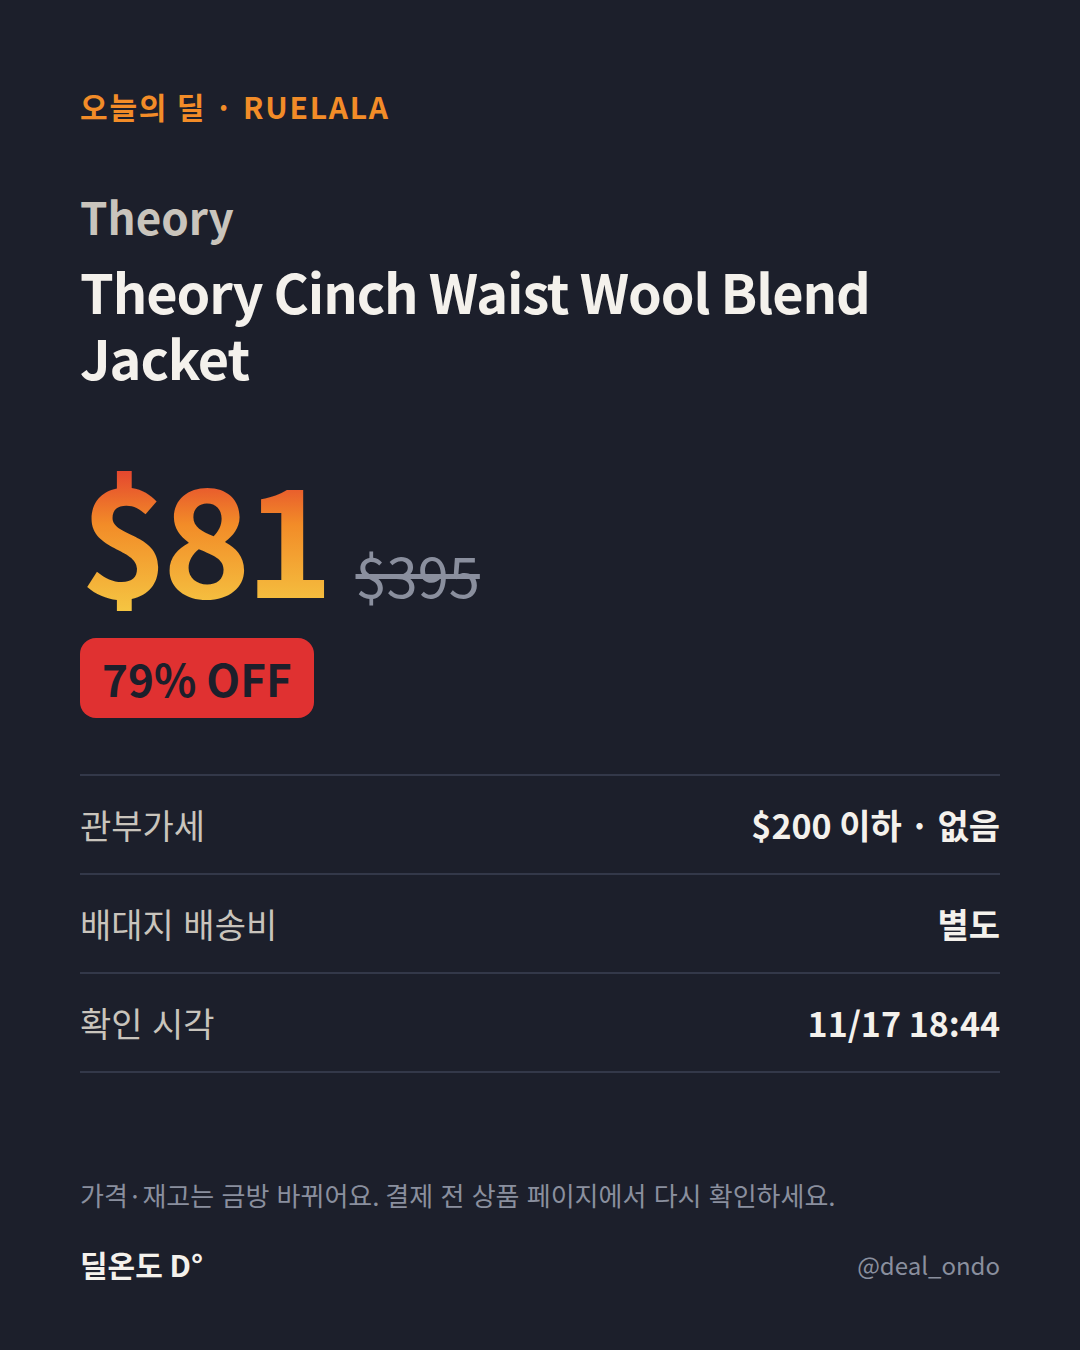 오늘의 딜 · RUELALA
Theory
Theory Cinch Waist Wool Blend
Jacket
$81 $395
79% OFF
관부가세 $200 이하 · 없음
배대지 배송비 별도
확인 시각 11/17 18:44
가격·재고는 금방 바뀌어요. 결제 전 상품 페이지에서 다시 확인하세요.
딜온도 D° @deal_ondo